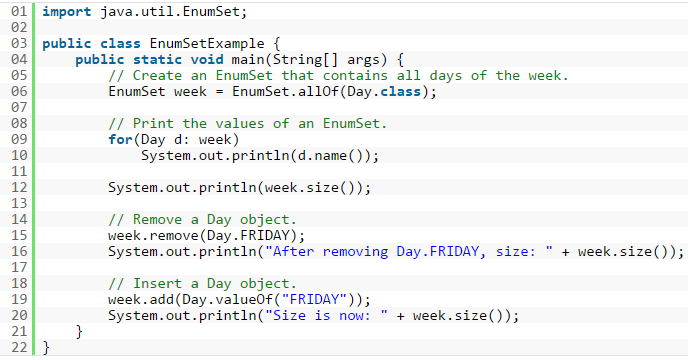 01 import java.util.EnumSet;
02
03 public class EnumSetExample {
04     public static void main(String[] args) {
05         // Create an EnumSet that contains all days of the week.
06         EnumSet week = EnumSet.allOf(Day.class);
07
08         // Print the values of an EnumSet.
09         for(Day d: week)
10             System.out.println(d.name());
11
12         System.out.println(week.size());
13
14         // Remove a Day object.
15         week.remove(Day.FRIDAY);
16         System.out.println("After removing Day.FRIDAY, size: " + week.size());
17
18         // Insert a Day object.
19         week.add(Day.valueOf("FRIDAY"));
20         System.out.println("Size is now: " + week.size());
21     }
22 }